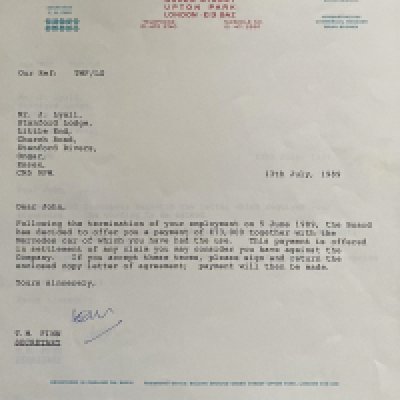 UPTON PARK
LONDON E13 9AZ
Our Ref: TMF/LG
Mr. J. Lyall,
Stanford Lodge,
Little End,
Church Road,
Stanford Rivers,
Ongar,
Essex,
13th July, 1989
Dear John,
Following the termination of your employment on 5 June 1989, the Board
has decided to offer you a payment of together with the
Mercedes car of which you have had the use. This payment is offered
in settlement of any claim you may consider you have against the
Company. If you accept these terms, please sign and return the
enclosed copy letter of agreement; payment will then be made.
Yours sincerely,
T.M. FINN
SECRETARY